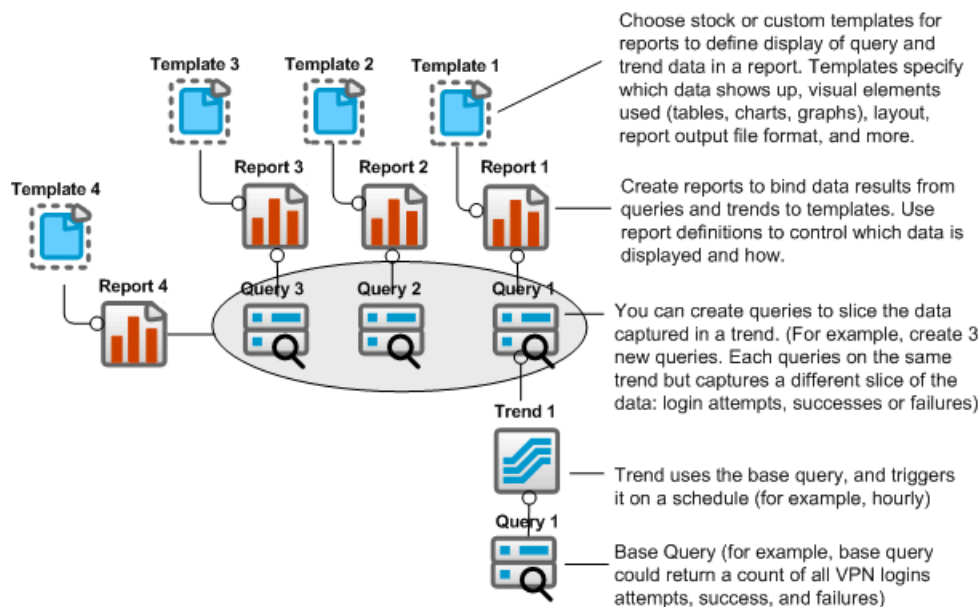 Choose stock or custom templates for
reports to define display of query and
trend data in a report. Templates specify
which data shows up, visual elements
used (tables, charts, graphs), layout,
report output file format, and more.
Template 3
Template 2
Template 1
Report 3
Report 2
Report 1
Create reports to bind data results from
queries and trends to templates. Use
report definitions to control which data is
displayed and how.
Template 4
Report 4
Query 3
Query 2
Query 1
You can create queries to slice the data
captured in a trend. (For example, create 3
new queries. Each queries on the same
trend but captures a different slice of the
data: login attempts, successes or failures)
Trend 1
Trend uses the base query, and triggers
it on a schedule (for example, hourly)
Query 1
Base Query (for example, base query
could return a count of all VPN logins
attempts, success, and failures)